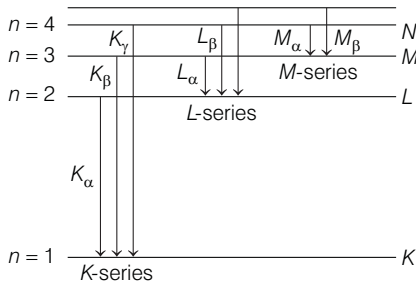 n = 4 K_γ L_β M_α M_β N
n = 3 K_β L_α M-series M
n = 2 L-series L
K_α
n = 1 K
K-series